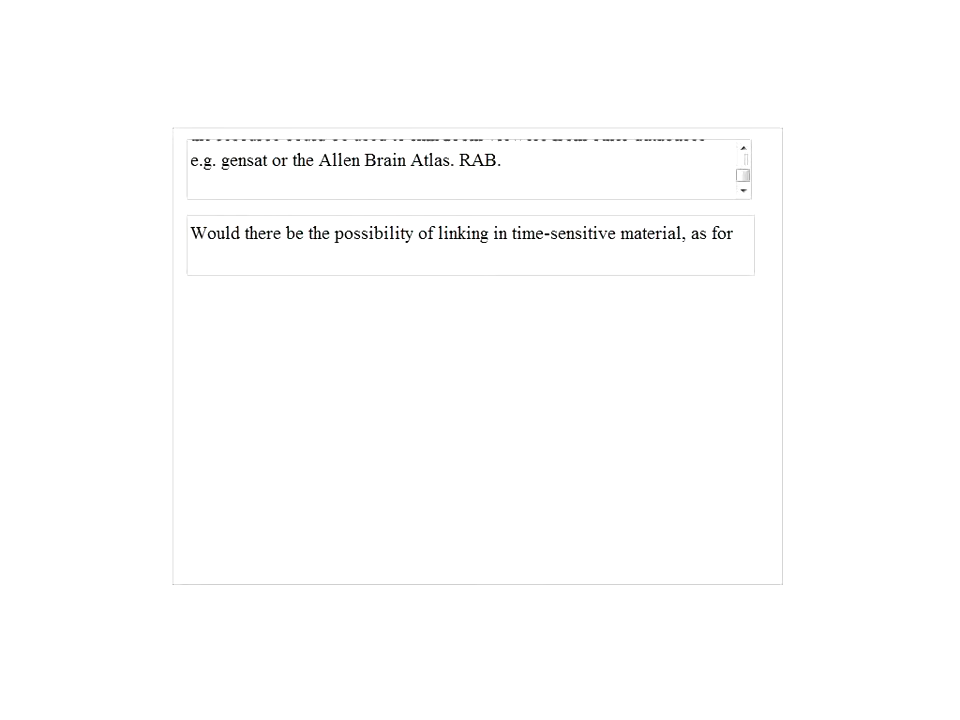 e.g. gensat or the Allen Brain Atlas. RAB.
Would there be the possibility of linking in time-sensitive material, as for